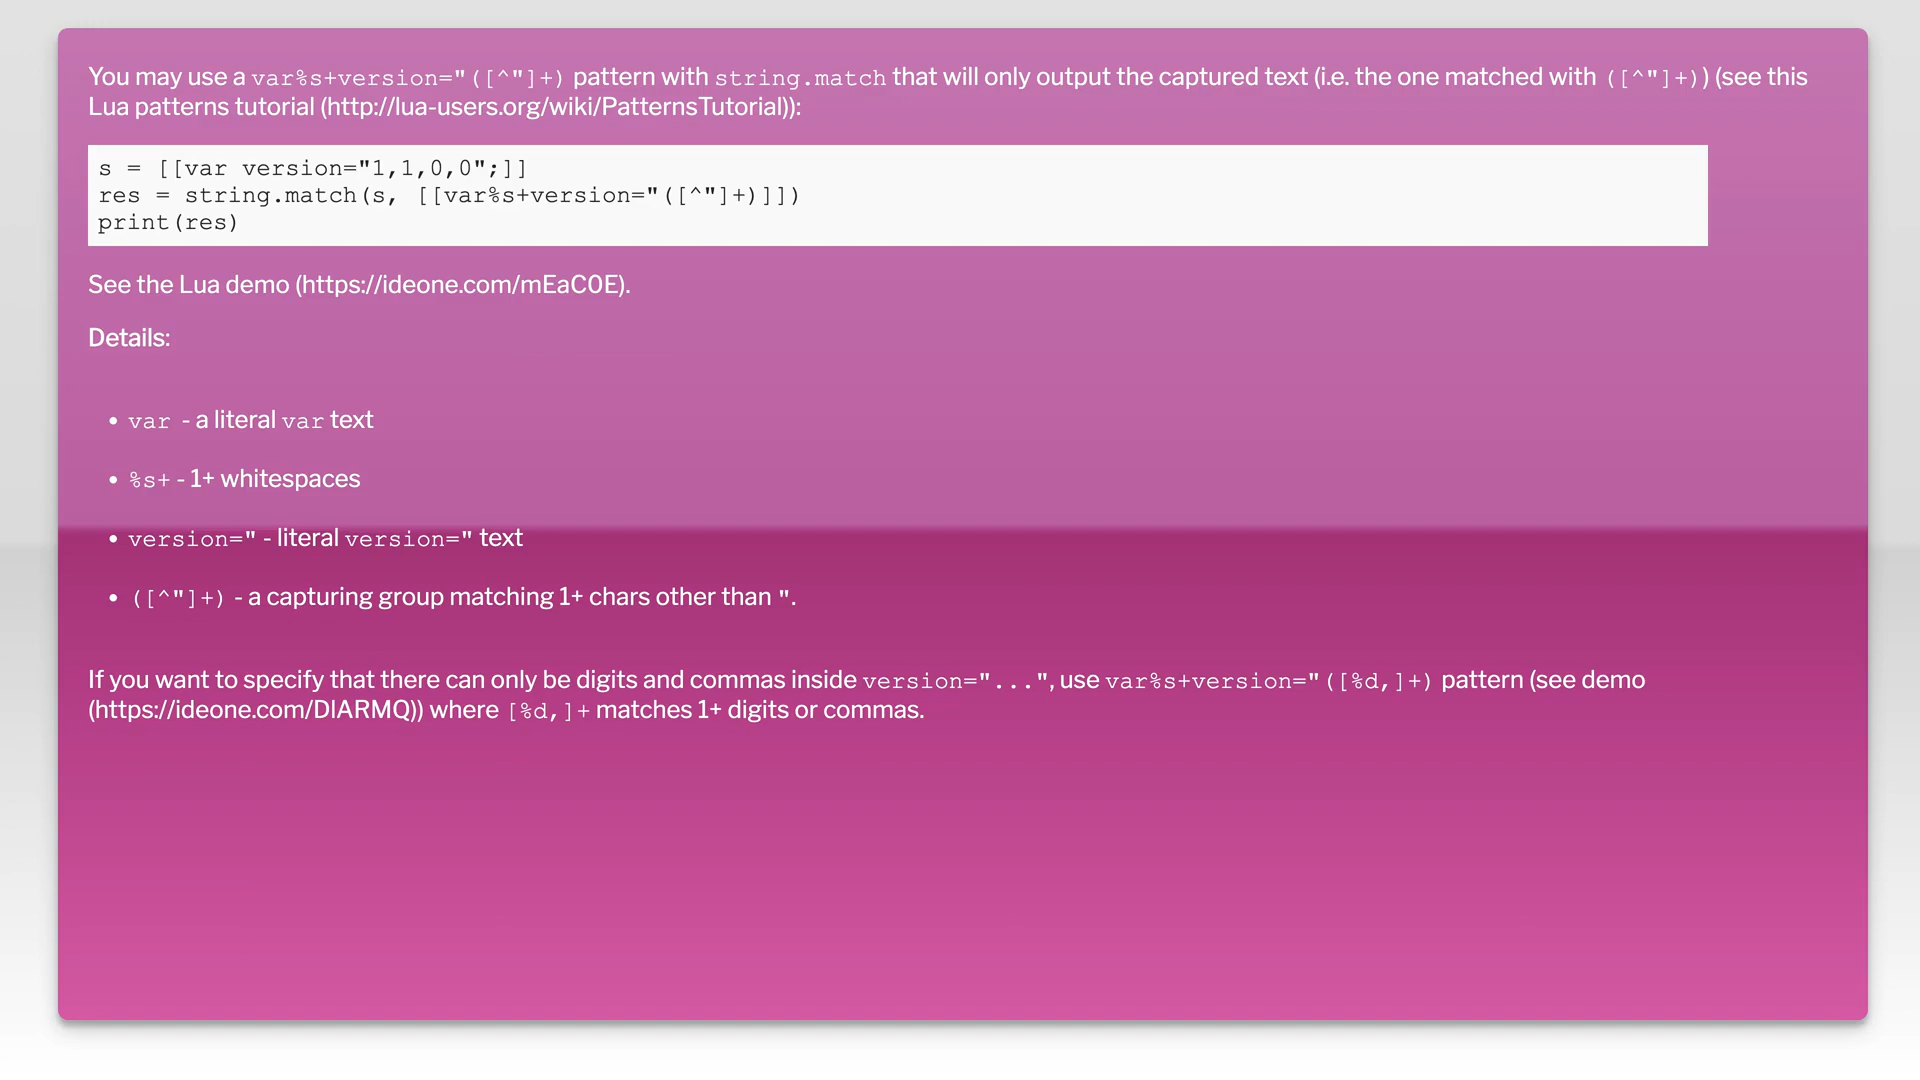 You may use a var%s+version="([^"]+) pattern with string.match that will only output the captured text (i.e. the one matched with ([^"]+)) (see this
Lua patterns tutorial (http://lua-users.org/wiki/PatternsTutorial)):
s = [[var version="1,1,0,0";]]
res = string.match(s, [[var%s+version="([^"]+)]])
print(res)
See the Lua demo (https://ideone.com/mEaC0E).
Details:
• var - a literal var text
• %s+ - 1+ whitespaces
• version=" - literal version=" text
• ([^"]+) - a capturing group matching 1+ chars other than ".
If you want to specify that there can only be digits and commas inside version="...", use var%s+version="([%d,]+) pattern (see demo
(https://ideone.com/DIARMQ)) where [%d,]+ matches 1+ digits or commas.